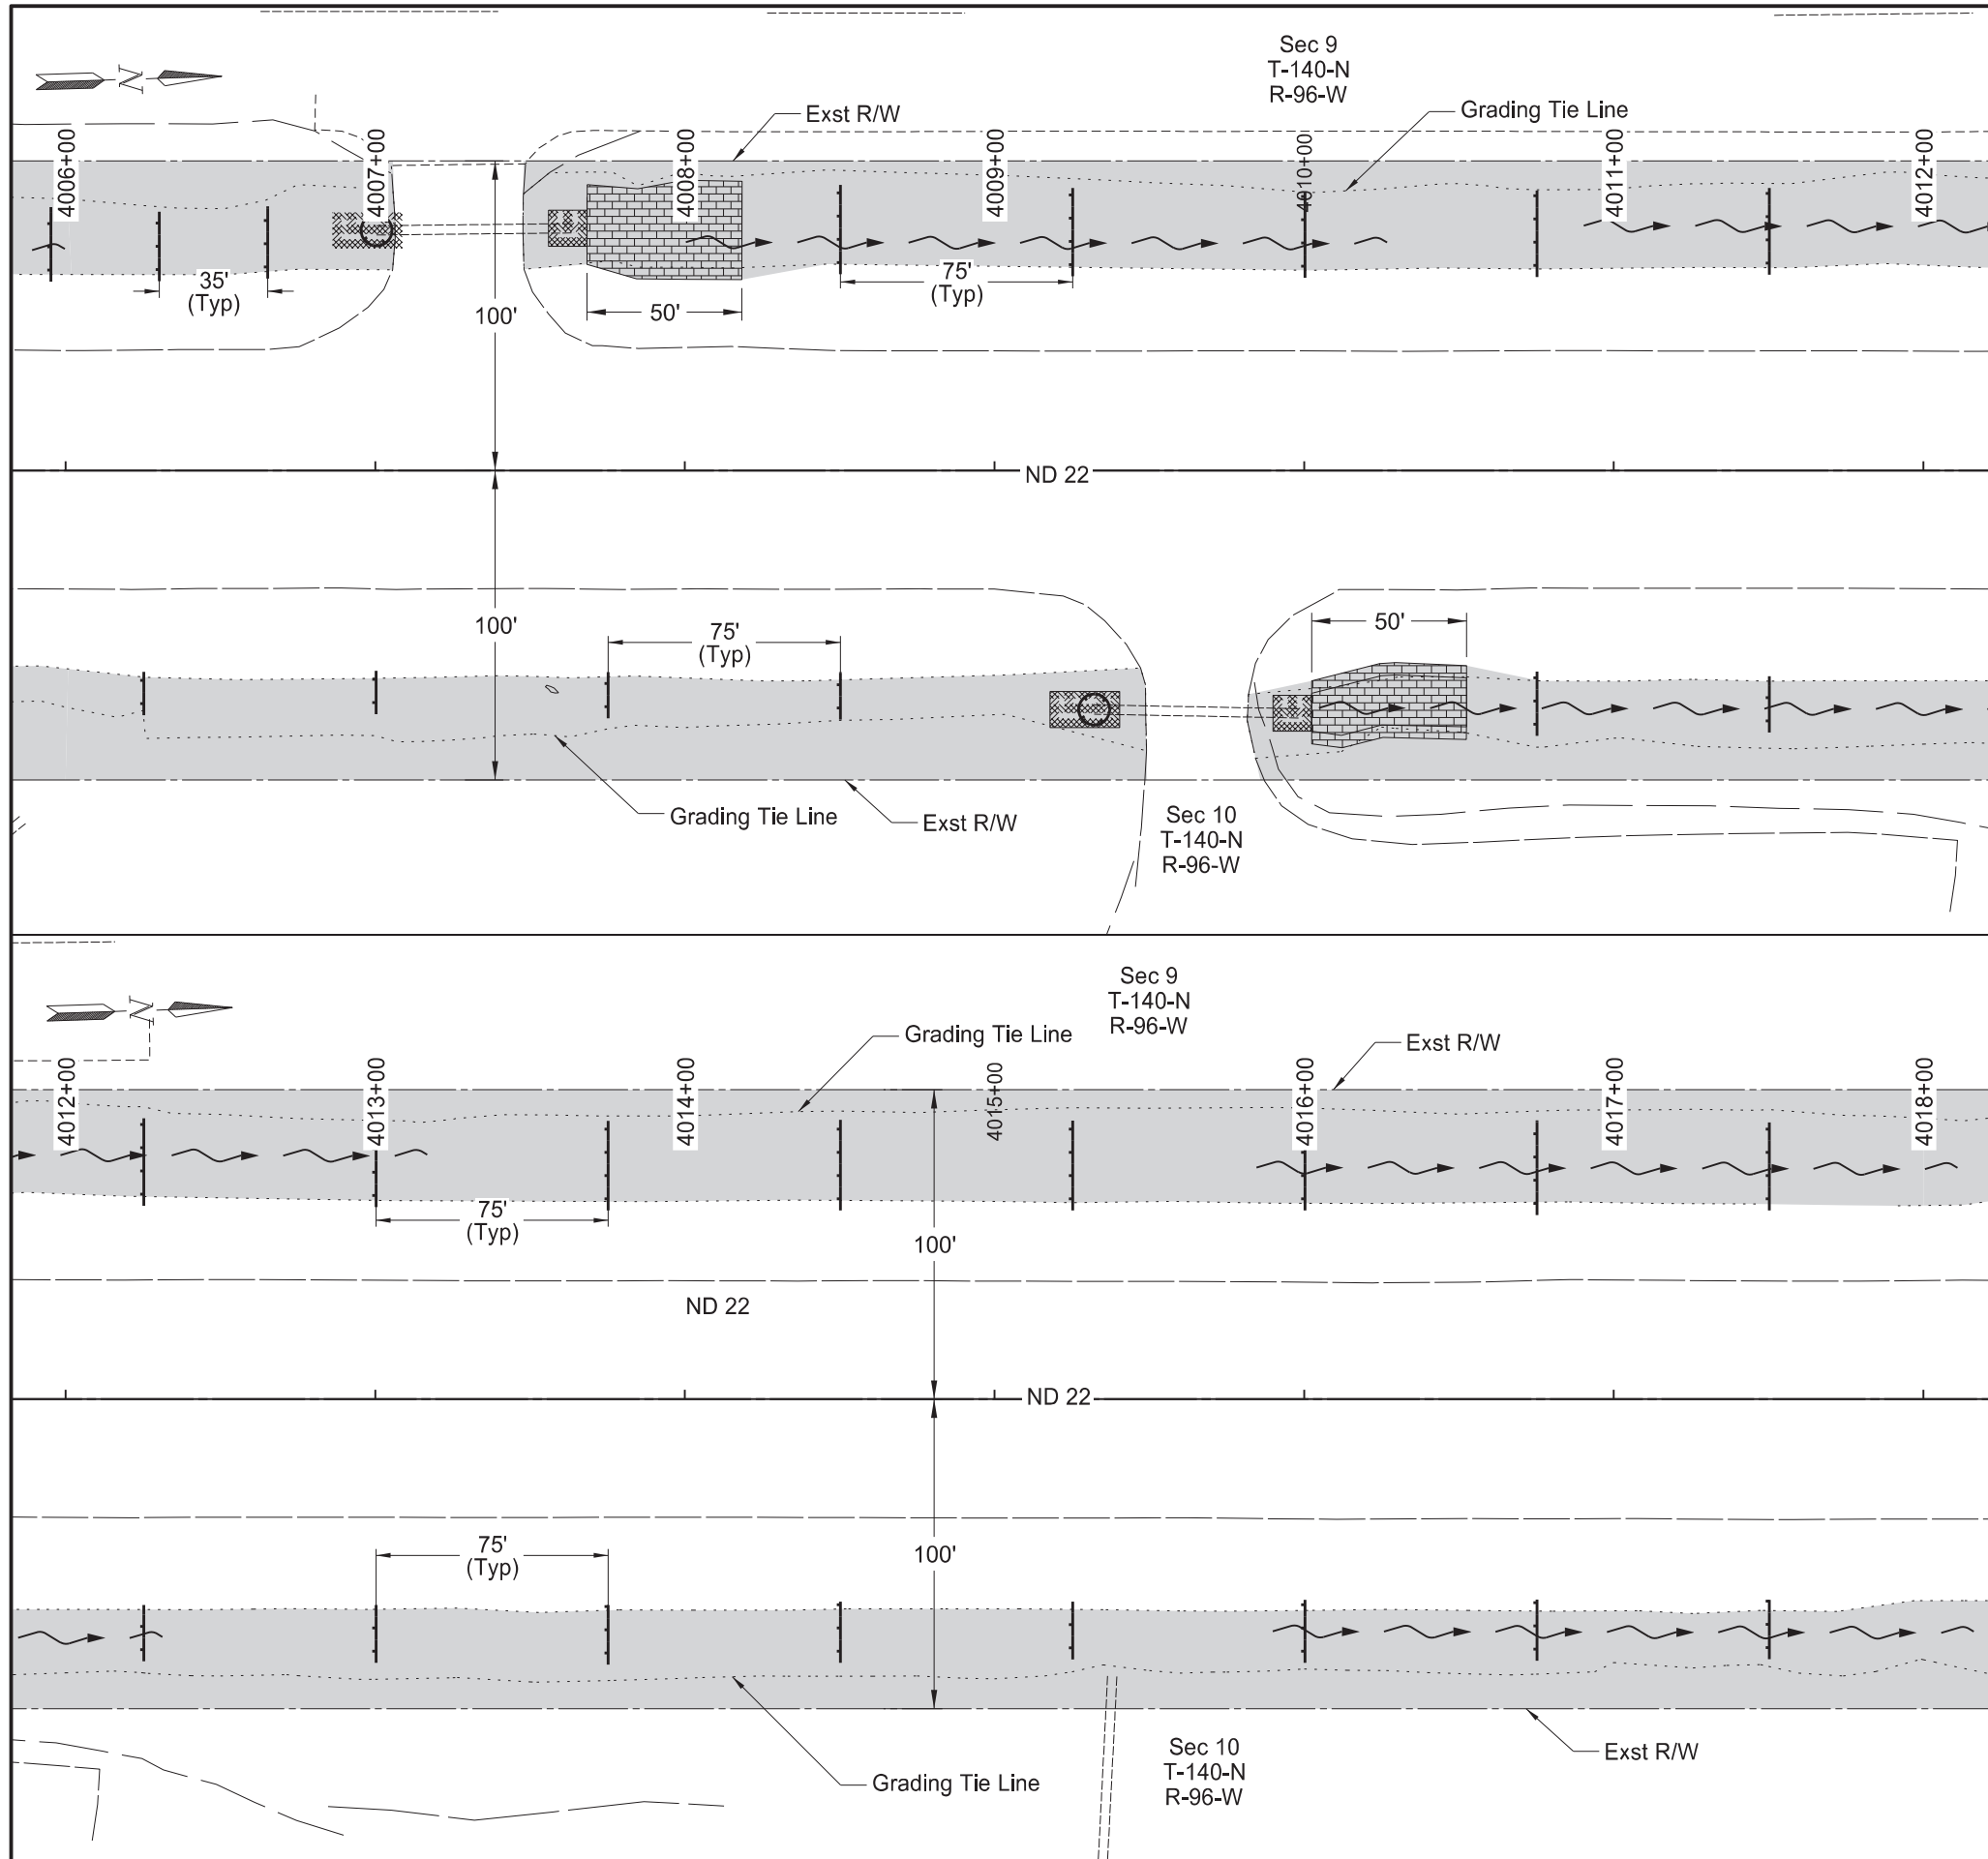 Sec 9
T-140-N
R-96-W
N
Exst R/W
Grading Tie Line
4006+00
4007+00
4008+00
4009+00
4010+00
4011+00
4012+00
35'
(Typ)
50'
75'
(Typ)
100'
ND 22
100'
75'
(Typ)
50'
Grading Tie Line
Exst R/W
Sec 10
T-140-N
R-96-W
Sec 9
T-140-N
R-96-W
N
Grading Tie Line
Exst R/W
4012+00
4013+00
4014+00
4015+00
4016+00
4017+00
4018+00
75'
(Typ)
100'
ND 22
ND 22
75'
(Typ)
100'
Sec 10
T-140-N
R-96-W
Exst R/W
Grading Tie Line